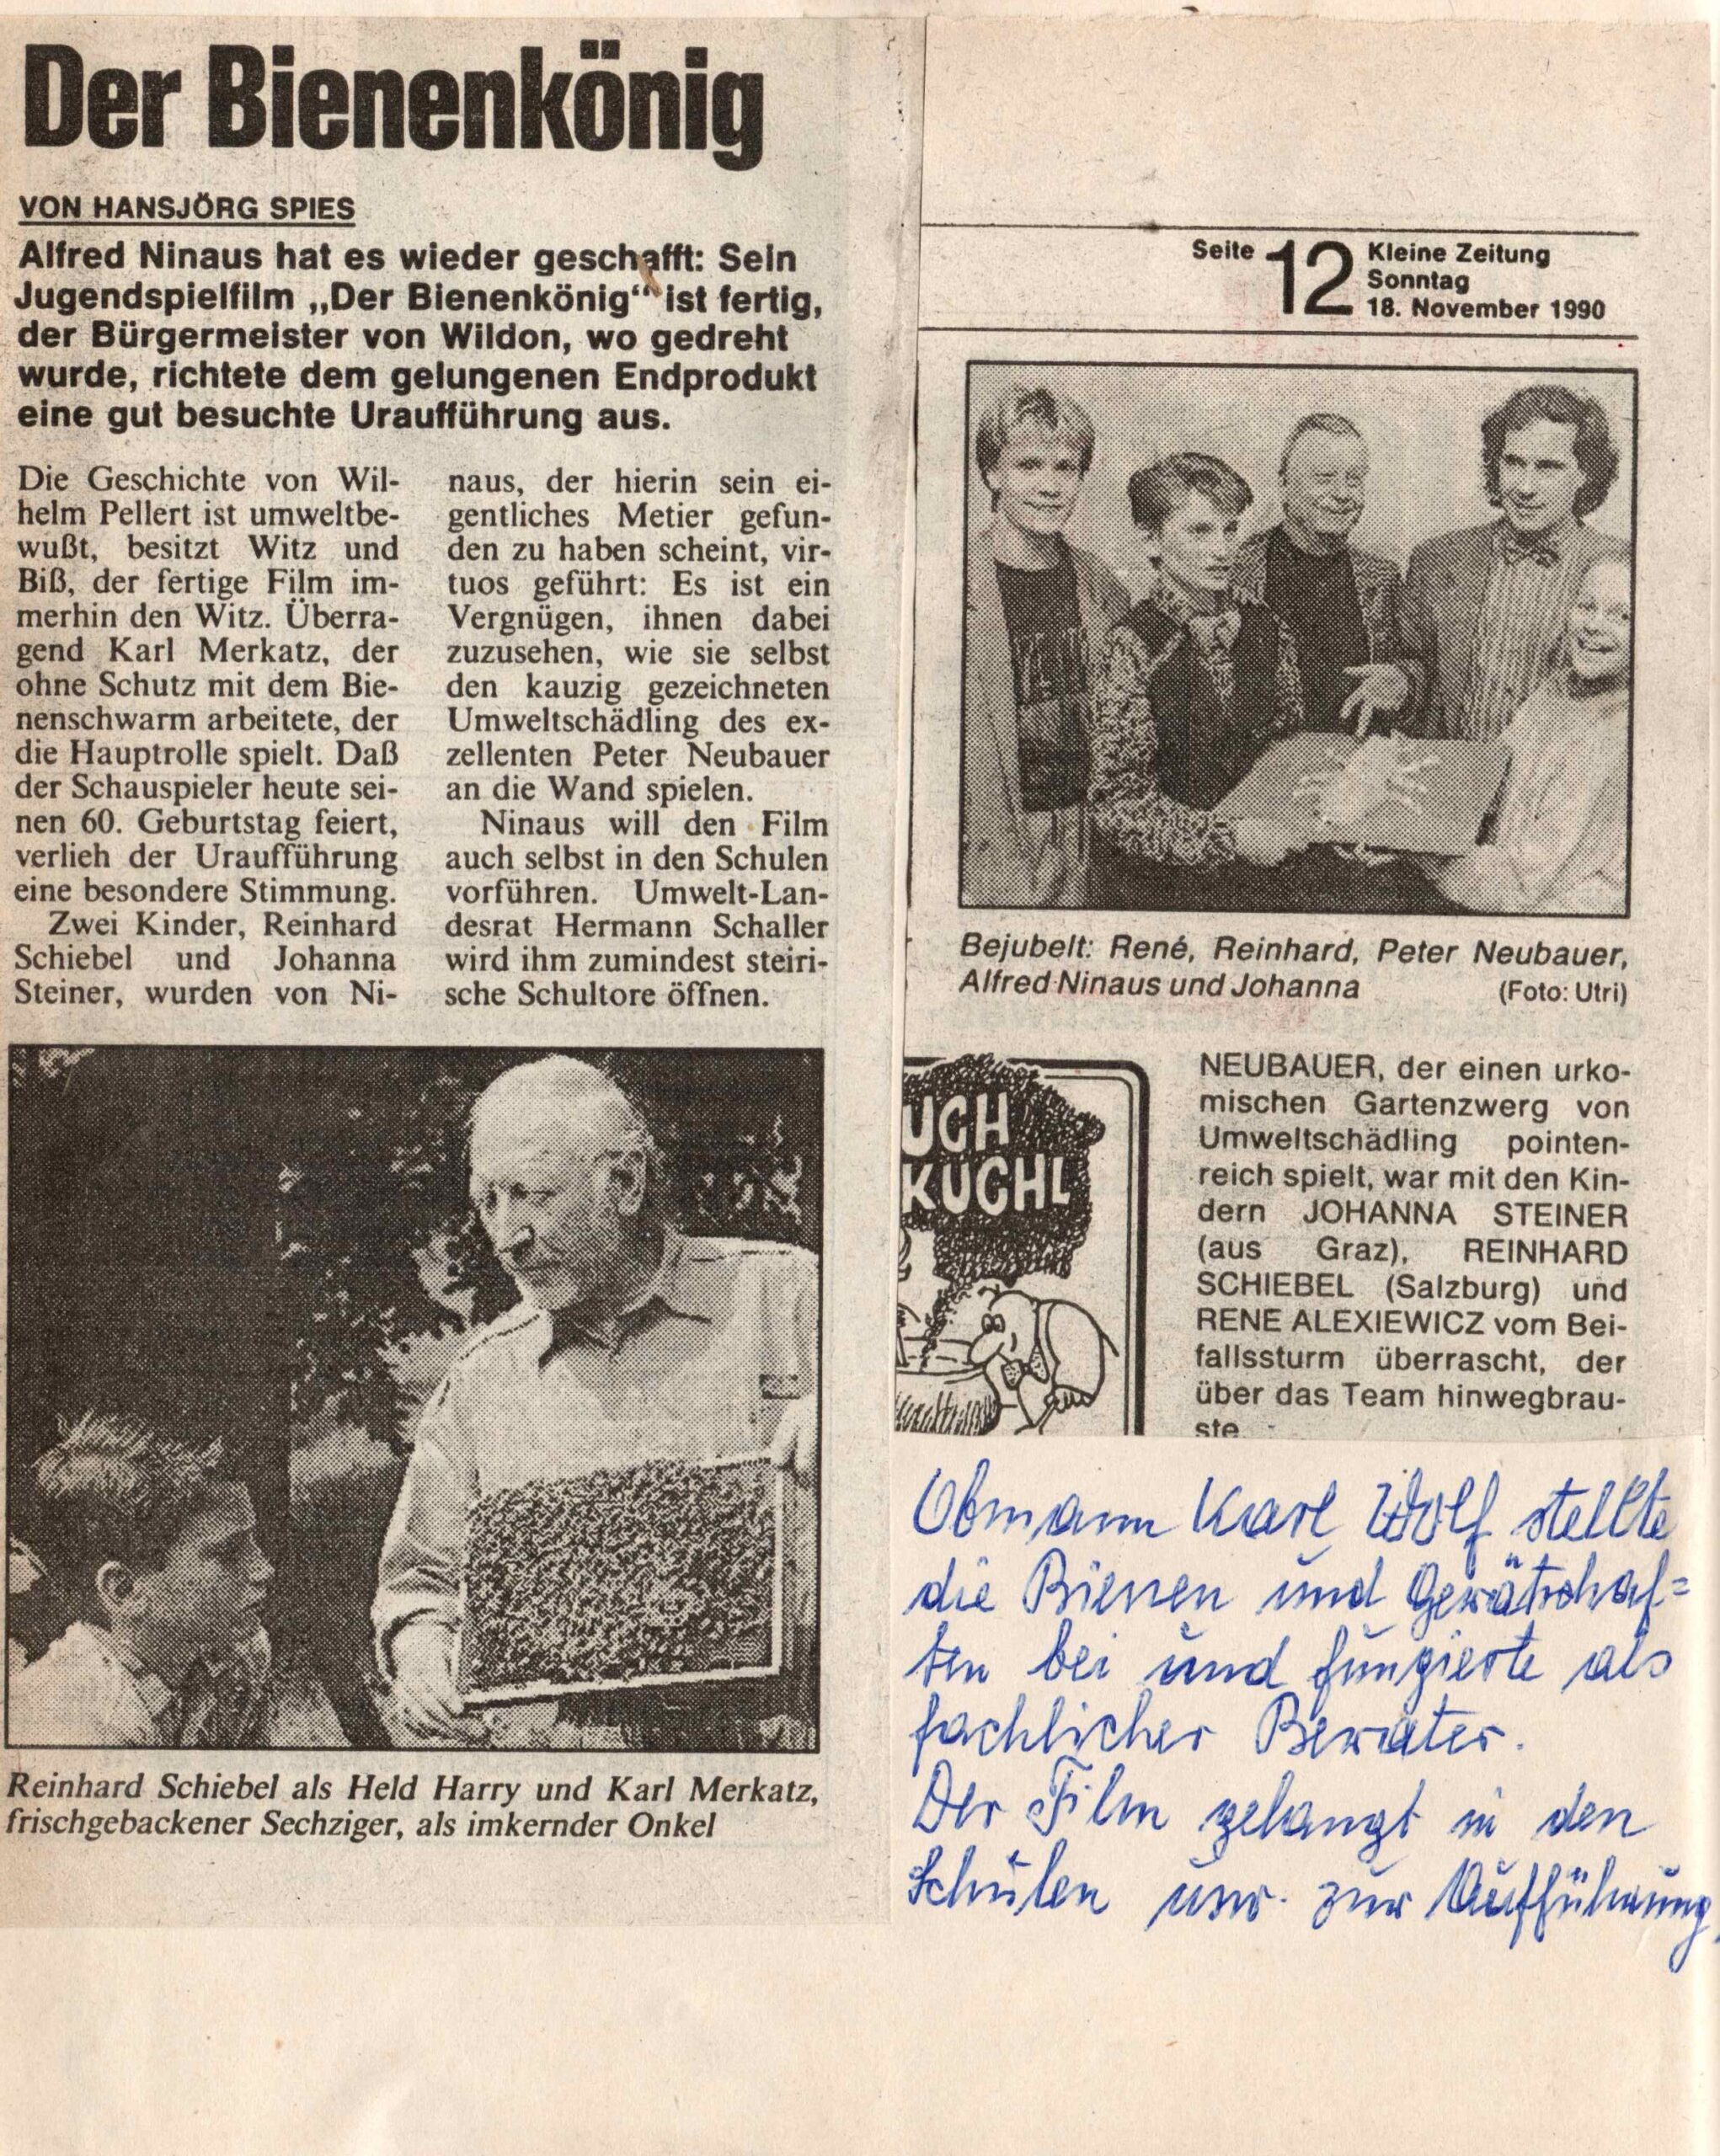 Der Bienenkönig
VON HANSJÖRG SPIES
Alfred Ninaus hat es wieder geschafft: Sein
Jugendspielfilm „Der Bienenkönig“ ist fertig,
der Bürgermeister von Wildon, wo gedreht
wurde, richtete dem gelungenen Endprodukt
eine gut besuchte Uraufführung aus.
Die Geschichte von Wil-
helm Pellert ist umweltbe-
wußt, besitzt Witz und
Biß, der fertige Film im-
merhin den Witz. Überra-
gend Karl Merkatz, der
ohne Schutz mit dem Bie-
nenschwarm arbeitete, der
die Hauptrolle spielt. Daß
der Schauspieler heute sei-
nen 60. Geburtstag feiert,
verlieh der Uraufführung
eine besondere Stimmung.
Zwei Kinder, Reinhard
Schiebel und Johanna
Steiner, wurden von Ni-
naus, der hierin sein ei-
gentliches Metier gefun-
den zu haben scheint, vir-
tuos geführt: Es ist ein
Vergnügen, ihnen dabei
zuzusehen, wie sie selbst
den kauzig gezeichneten
Umweltschädling des ex-
zellenten Peter Neubauer
an die Wand spielen.
Ninaus will den Film
auch selbst in den Schulen
vorführen. Umwelt-Lan-
desrat Hermann Schaller
wird ihm zumindest steiri-
sche Schultore öffnen.
Reinhard Schiebel als Held Harry und Karl Merkatz,
frischgebackener Sechziger, als imkernder Onkel
Seite 12 Kleine Zeitung
Sonntag
18. November 1990
Bejubelt: René, Reinhard, Peter Neubauer,
Alfred Ninaus und Johanna (Foto: Utri)
UCH
KUCHL
NEUBAUER, der einen urko-
mischen Gartenzwerg von
Umweltschädling pointen-
reich spielt, war mit den Kin-
dern JOHANNA STEINER
(aus Graz), REINHARD
SCHIEBEL (Salzburg) und
RENE ALEXIEWICZ vom Bei-
fallssturm überrascht, der
über das Team hinwegbrau-
ste
Obmann Karl Wolf stellte
die Bienen und Gerätschaf=
ten bei und fungierte als
fachlicher Berater.
Der Film gelangt in den
Schulen usw. zur Aufführung.